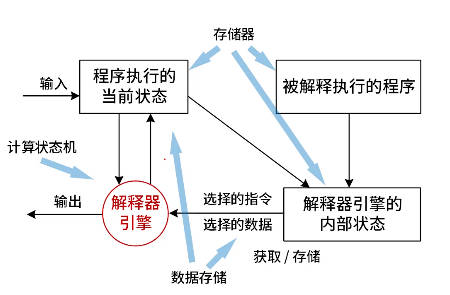 存储器
输入
程序执行的
当前状态
被解释执行的程序
计算状态机
解释器
引擎
输出
选择的指令
选择的数据
解释器引擎的
内部状态
获取 / 存储
数据存储